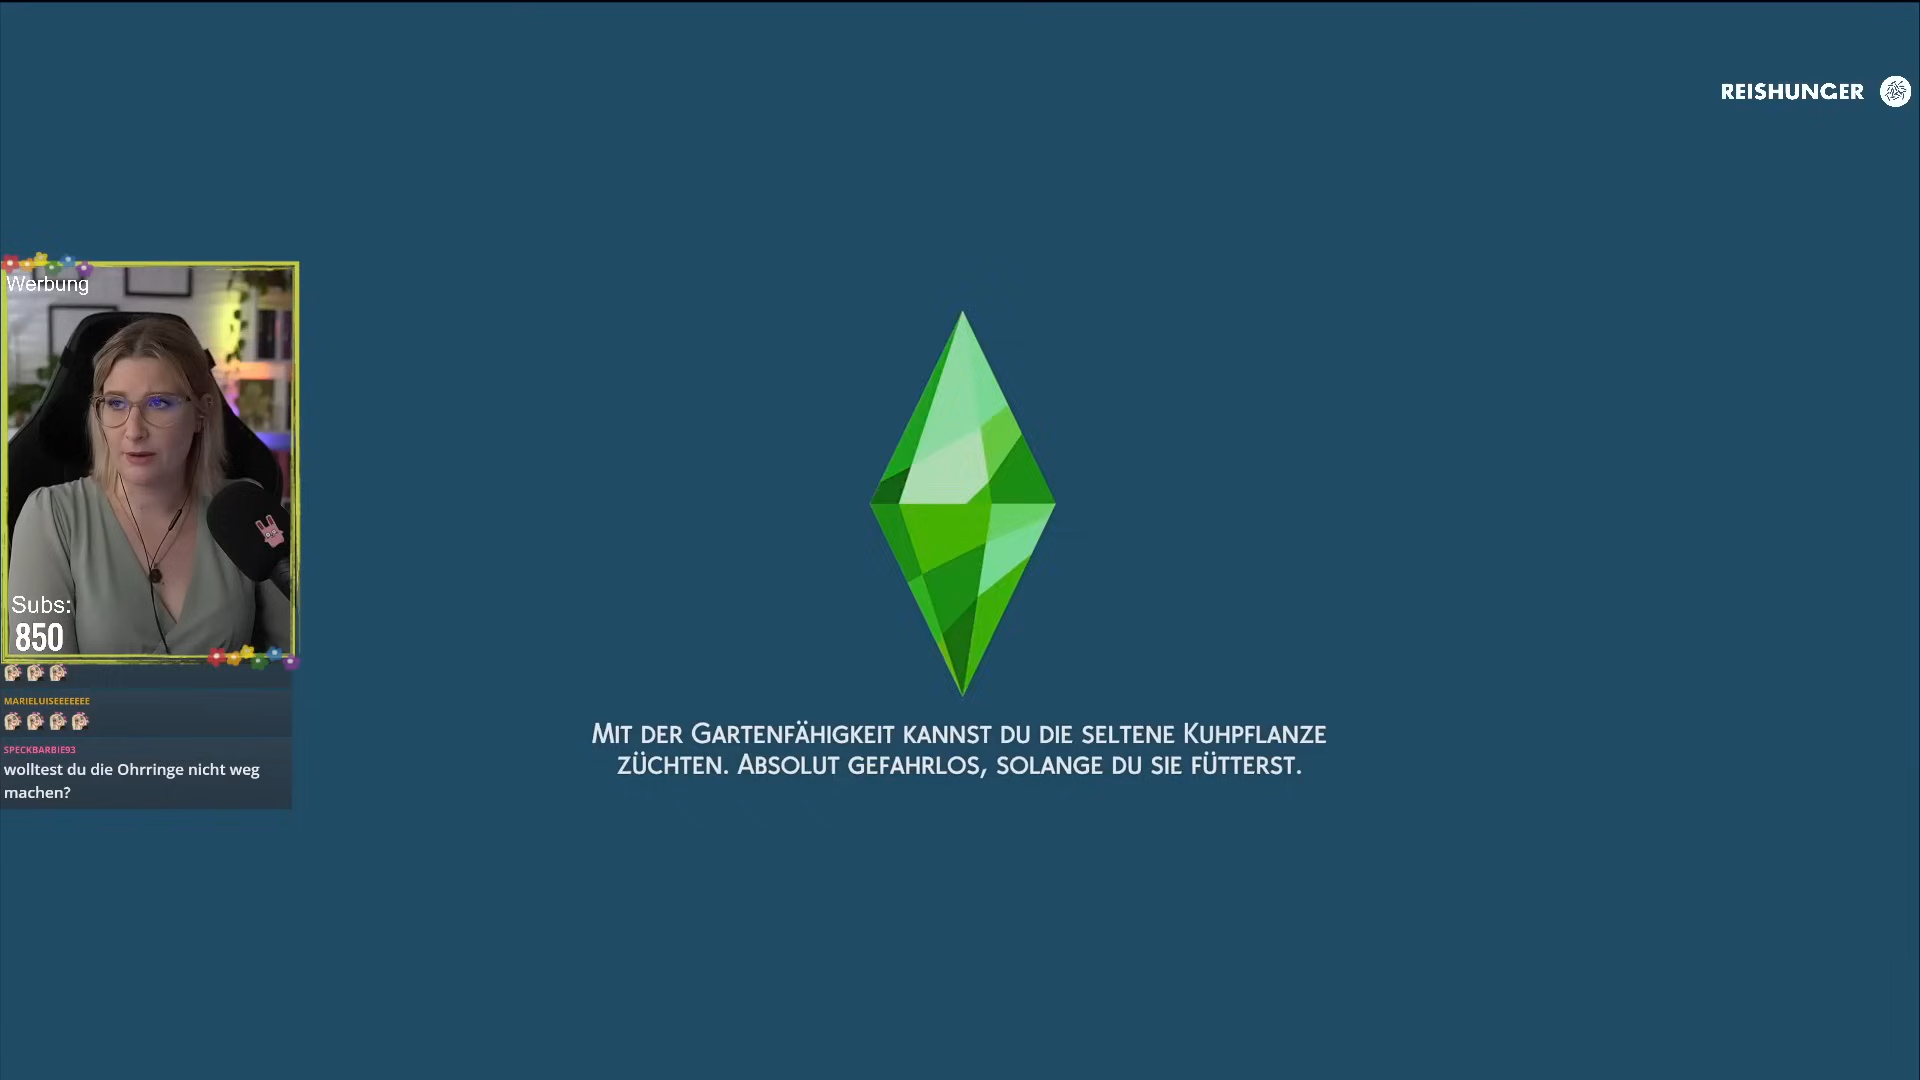 REISHUNGER
Werbung
Subs:
850
MARIELUISEEEEEEE
SPECKBARBIE93
wolltest du die Ohrringe nicht weg
machen?
MIT DER GARTENFÄHIGKEIT KANNST DU DIE SELTENE KUHPFLANZE
ZÜCHTEN. ABSOLUT GEFAHRLOS, SOLANGE DU SIE FÜTTERST.